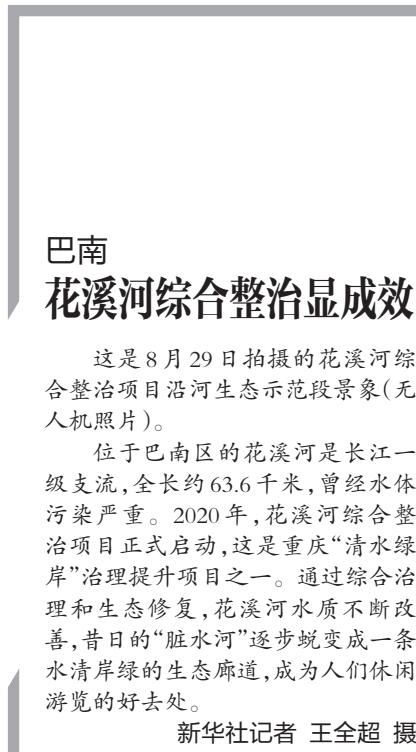 巴南
花溪河综合整治显成效
这是8月29日拍摄的花溪河综
合整治项目沿河生态示范段景象(无
人机照片)。
位于巴南区的花溪河是长江一
级支流,全长约63.6千米,曾经水体
污染严重。2020年,花溪河综合整
治项目正式启动,这是重庆“清水绿
岸”治理提升项目之一。通过综合治
理和生态修复,花溪河水质不断改
善,昔日的“脏水河”逐步蜕变成一条
水清岸绿的生态廊道,成为人们休闲
游览的好去处。
新华社记者 王全超 摄